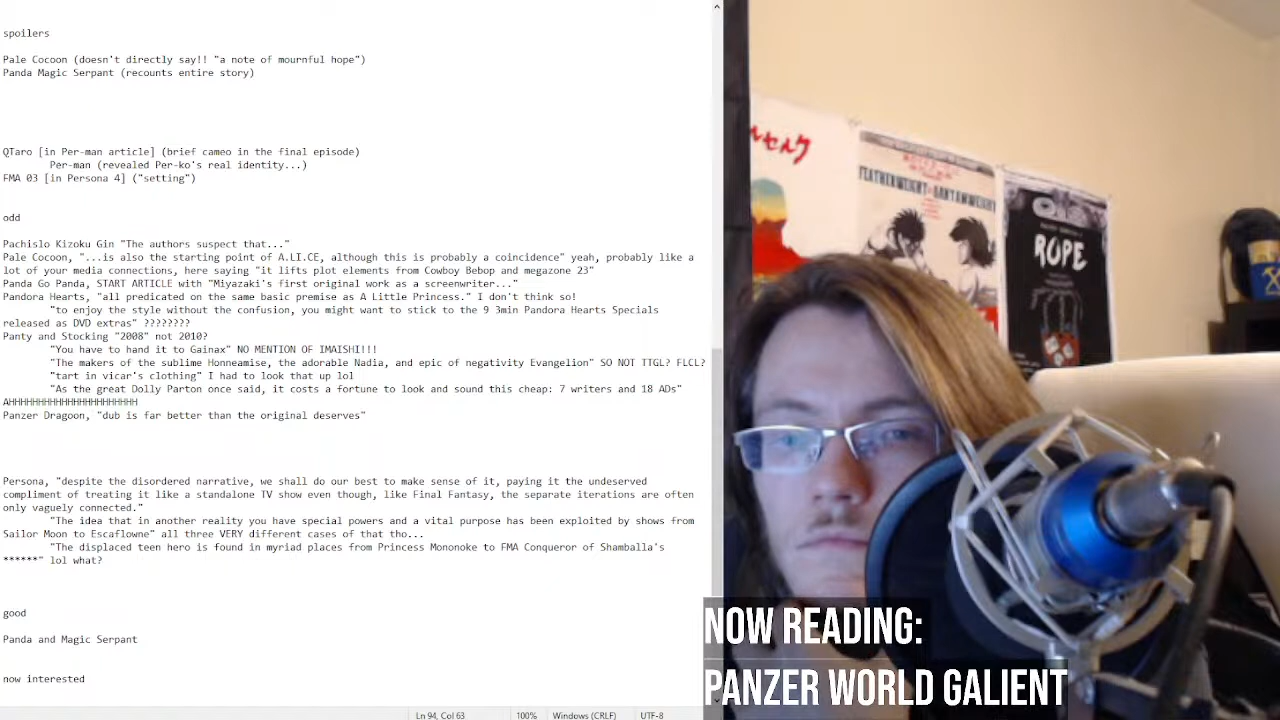 spoilers
Pale Cocoon (doesn't directly say!! "a note of mournful hope")
Panda Magic Serpant (recounts entire story)
QTaro [in Per-man article] (brief cameo in the final episode)
Per-man (revealed Per-ko's real identity...)
FMA 03 [in Persona 4] ("setting")
odd
Pachislo Kizoku Gin "The authors suspect that..."
Pale Cocoon, "...is also the starting point of A.LI.CE, although this is probably a coincidence" yeah, probably like a
lot of your media connections, here saying "it lifts plot elements from Cowboy Bebop and megazone 23"
Panda Go Panda, START ARTICLE with "Miyazaki's first original work as a screenwriter..."
Pandora Hearts, "all predicated on the same basic premise as A Little Princess." I don't think so!
"to enjoy the style without the confusion, you might want to stick to the 9 3min Pandora Hearts Specials
released as DVD extras" ????????
Panty and Stocking "2008" not 2010?
"You have to hand it to Gainax" NO MENTION OF IMAISHI!!!
"The makers of the sublime Honneamise, the adorable Nadia, and epic of negativity Evangelion" SO NOT TTGL? FLCL?
"tart in vicar's clothing" I had to look that up lol
"As the great Dolly Parton once said, it costs a fortune to look and sound this cheap: 7 writers and 18 ADs"
AHHHHHHHHHHHHHHHHHHHHHH
Panzer Dragoon, "dub is far better than the original deserves"
Persona, "despite the disordered narrative, we shall do our best to make sense of it, paying it the undeserved
compliment of treating it like a standalone TV show even though, like Final Fantasy, the separate iterations are often
only vaguely connected."
"The idea that in another reality you have special powers and a vital purpose has been exploited by shows from
Sailor Moon to Escaflowne" all three VERY different cases of that tho...
"The displaced teen hero is found in myriad places from Princess Mononoke to FMA Conqueror of Shamballa's
******" lol what?
good
Panda and Magic Serpant
now interested
Ln 94, Col 63 100% Windows (CRLF) UTF-8
ルセルク
FEATHERWEIGHT BANTAMWEIGHT
ROPE
NOW READING:
PANZER WORLD GALIENT